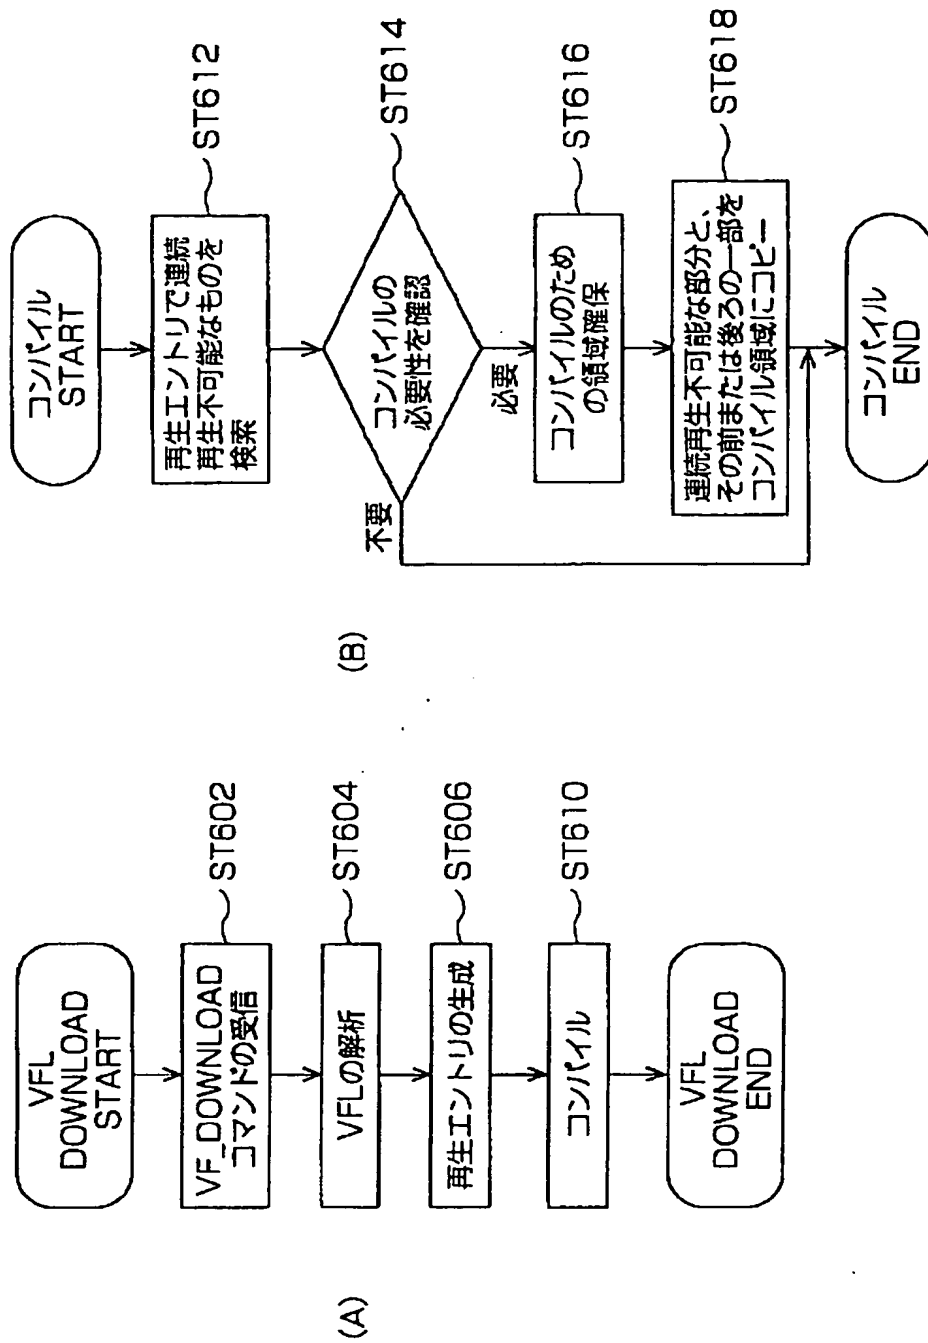 (A)
VFL
DOWNLOAD
START
VF_DOWNLOAD
コマンドの受信
ST602
VFLの解析
ST604
再生エントリの生成
ST606
コンパイル
ST610
VFL
DOWNLOAD
END
(B)
コンパイル
START
再生エントリで連続
再生不可能なものを
検索
ST612
コンパイルの
必要性を確認
ST614
不要
必要
コンパイルのため
の領域確保
ST616
連続再生不可能な部分と、
その前または後ろの一部を
コンパイル領域にコピー
ST618
コンパイル
END